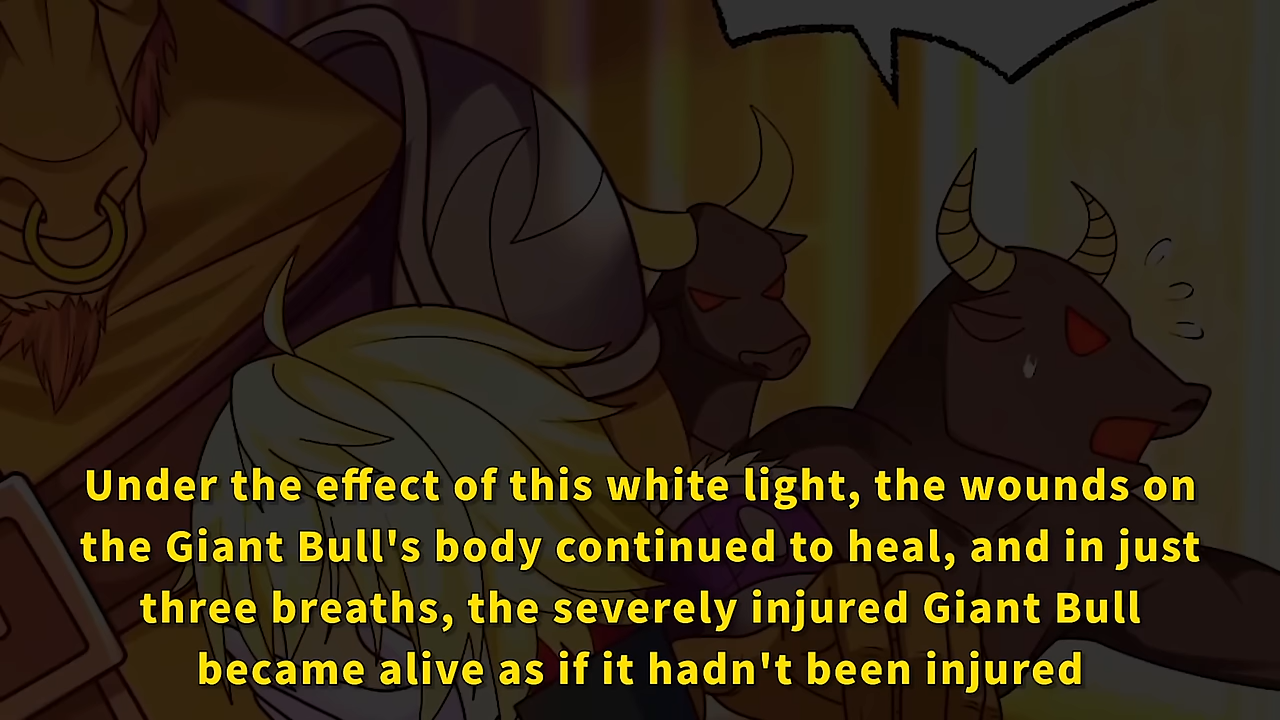 Under the effect of this white light, the wounds on
the Giant Bull's body continued to heal, and in just
three breaths, the severely injured Giant Bull
became alive as if it hadn't been injured